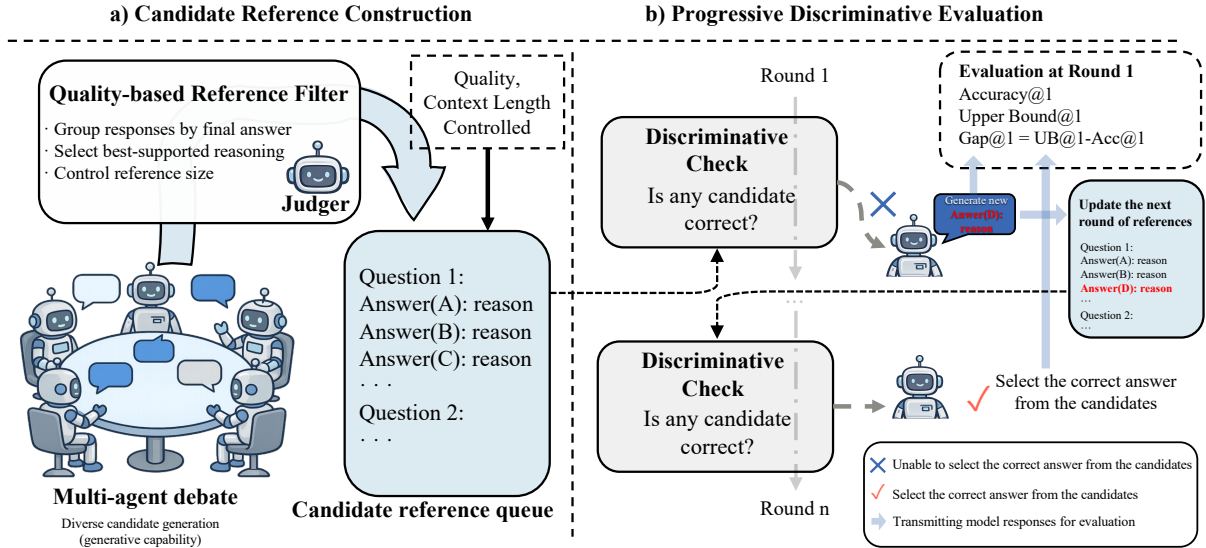 a) Candidate Reference Construction
Quality-based Reference Filter
· Group responses by final answer
· Select best-supported reasoning
· Control reference size
Judger
Quality,
Context Length
Controlled
Multi-agent debate
Diverse candidate generation
(generative capability)
Question 1:
Answer(A): reason
Answer(B): reason
Answer(C): reason
· · ·
Question 2:
· · ·
Candidate reference queue
b) Progressive Discriminative Evaluation
Round 1
Discriminative
Check
Is any candidate
correct?
Generate new
Anwer(D):
reason
Evaluation at Round 1
Accuracy@1
Upper Bound@1
Gap@1 = UB@1-Acc@1
Update the next
round of references
Question 1:
Answer(A): reason
Answer(B): reason
Answer(D): reason
…
Question 2:
…
…
Discriminative
Check
Is any candidate
correct?
Select the correct answer
from the candidates
Round n
Unable to select the correct answer from the candidates
Select the correct answer from the candidates
Transmitting model responses for evaluation